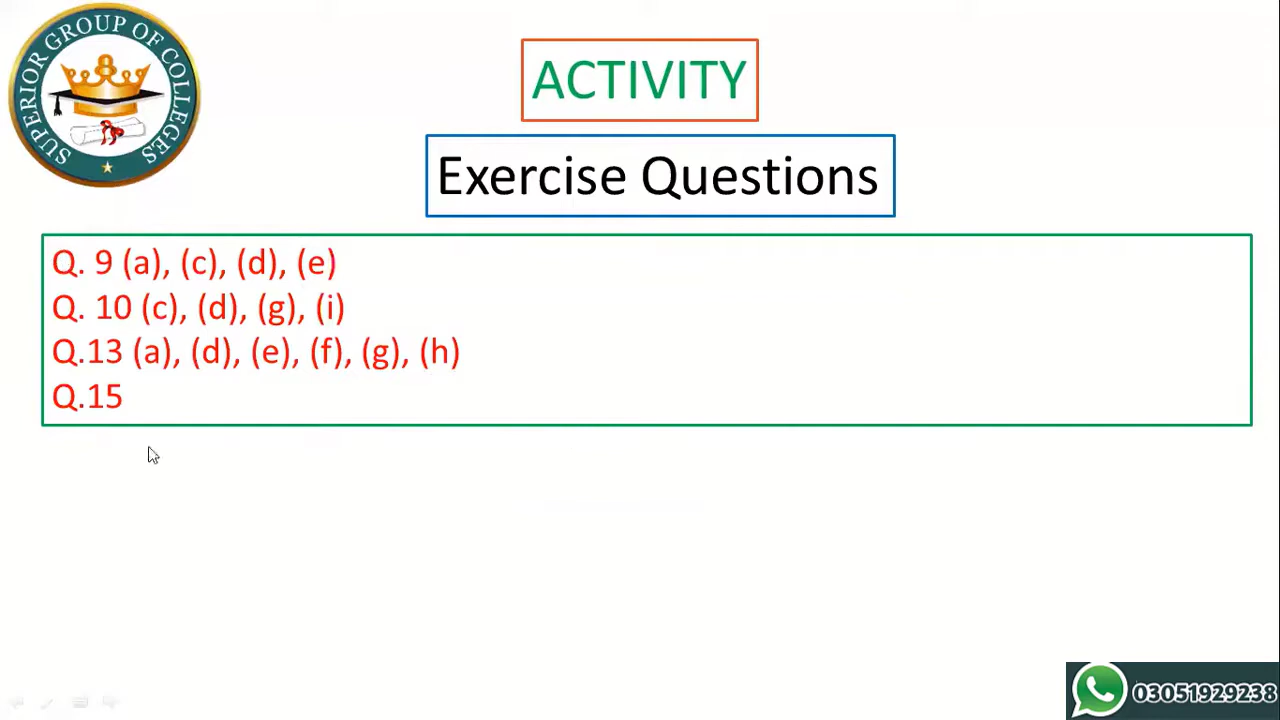 SUPERIOR GROUP OF COLLEGES
ACTIVITY
Exercise Questions
Q. 9 (a), (c), (d), (e)
Q. 10 (c), (d), (g), (i)
Q.13 (a), (d), (e), (f), (g), (h)
Q.15
03051929238